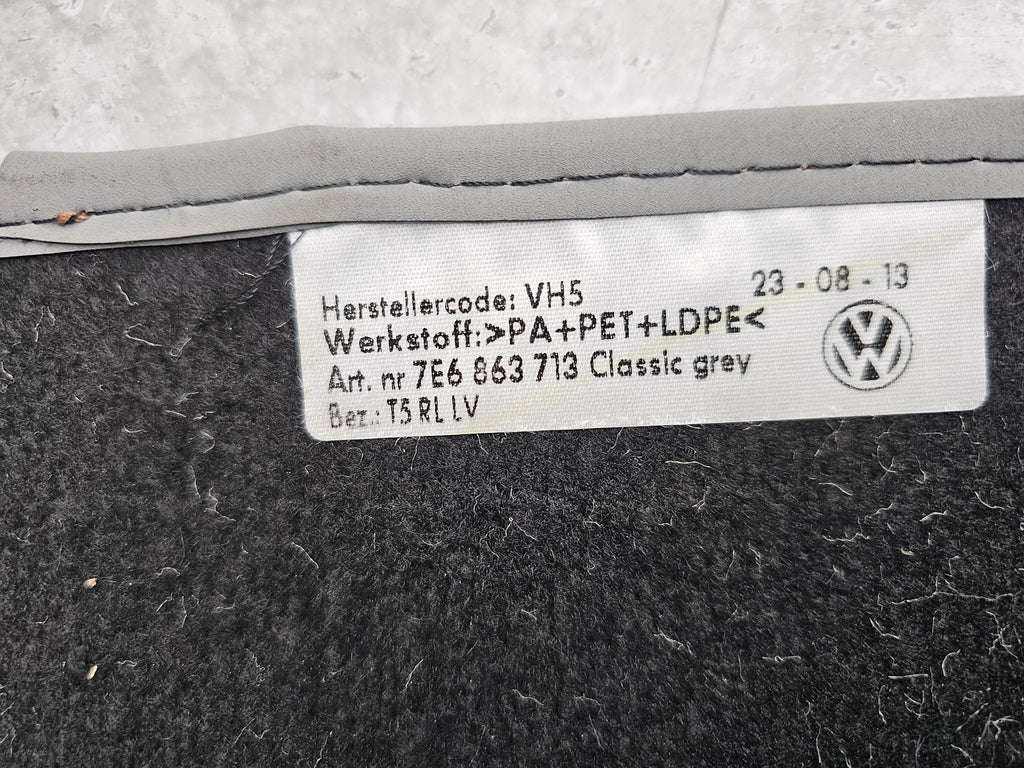 23 - 08 - 13
Herstellercode: VH5
Werkstoff:>PA+PET+LDPE<
Art. nr 7E6 863 713 Classic grey
Bez.: T5 RL LV